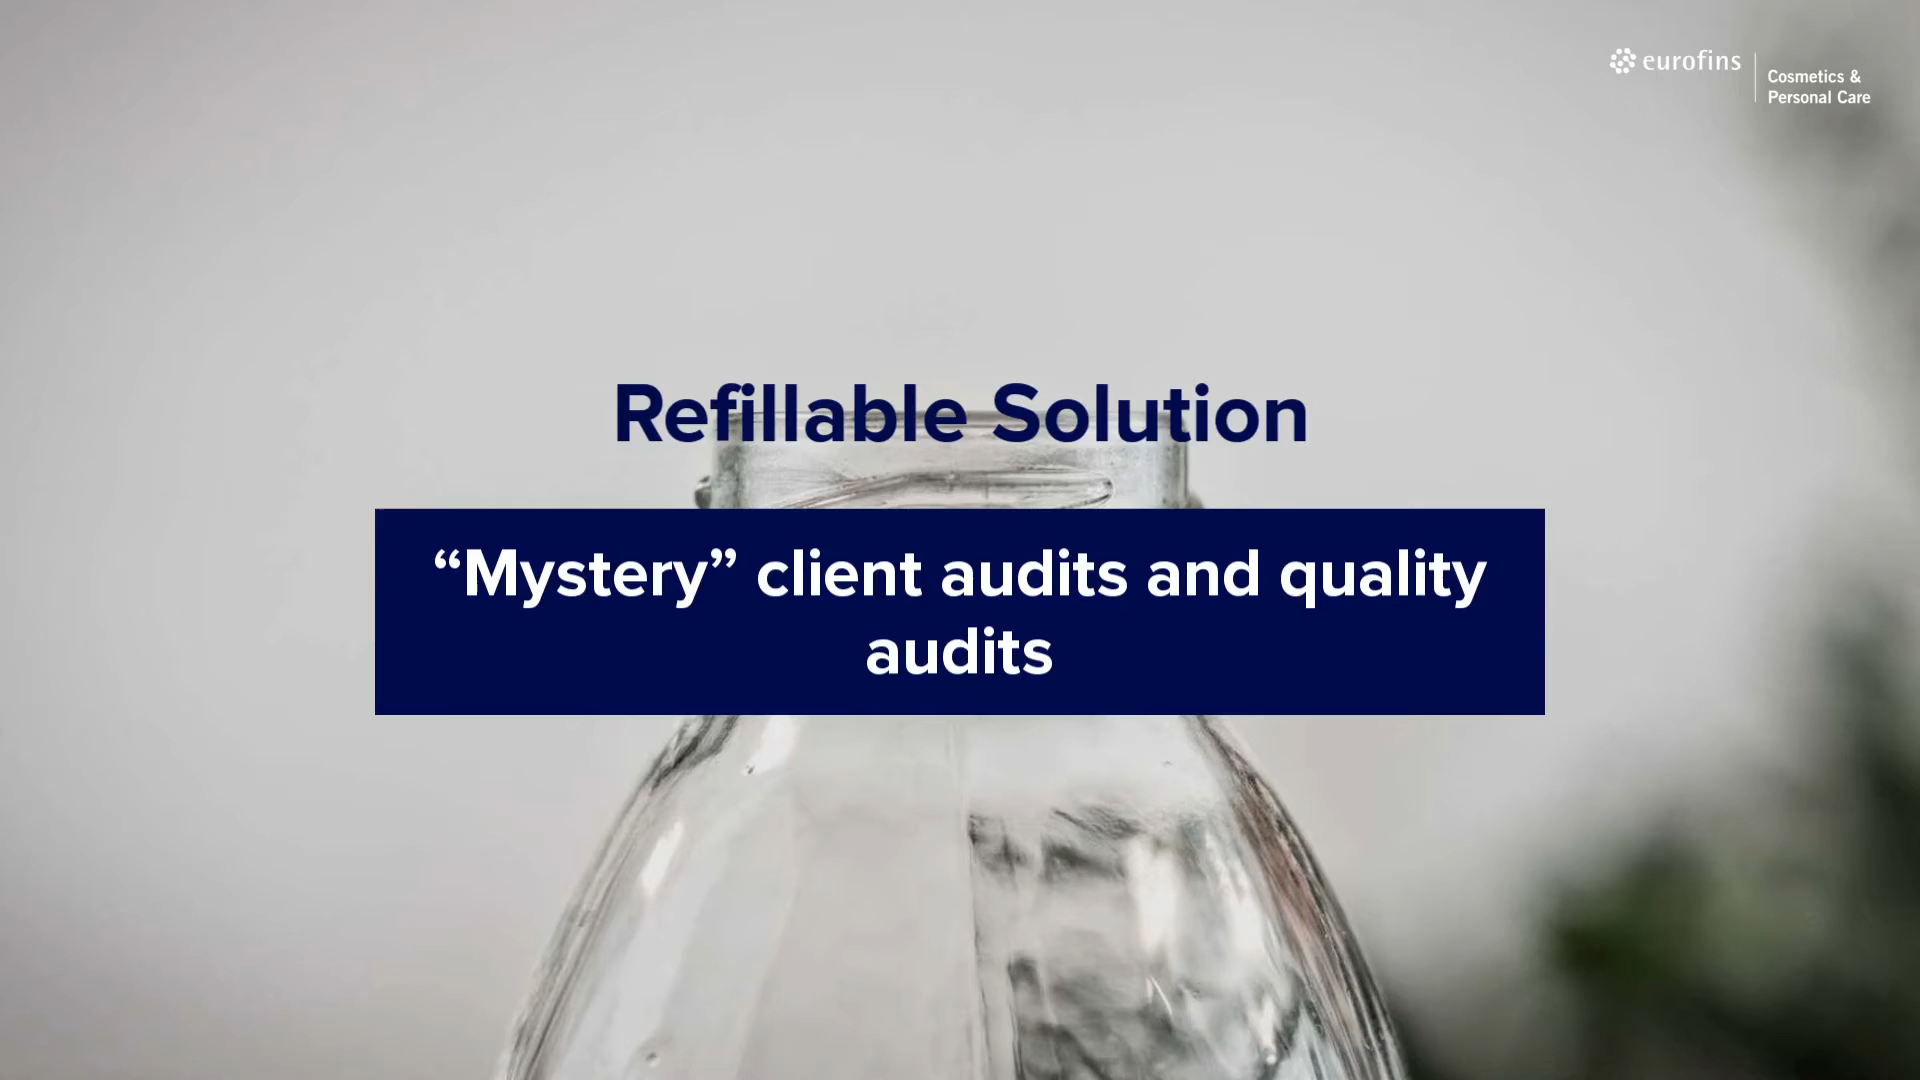 eurofins
Cosmetics &
Personal Care
Refillable Solution
“Mystery” client audits and quality
audits